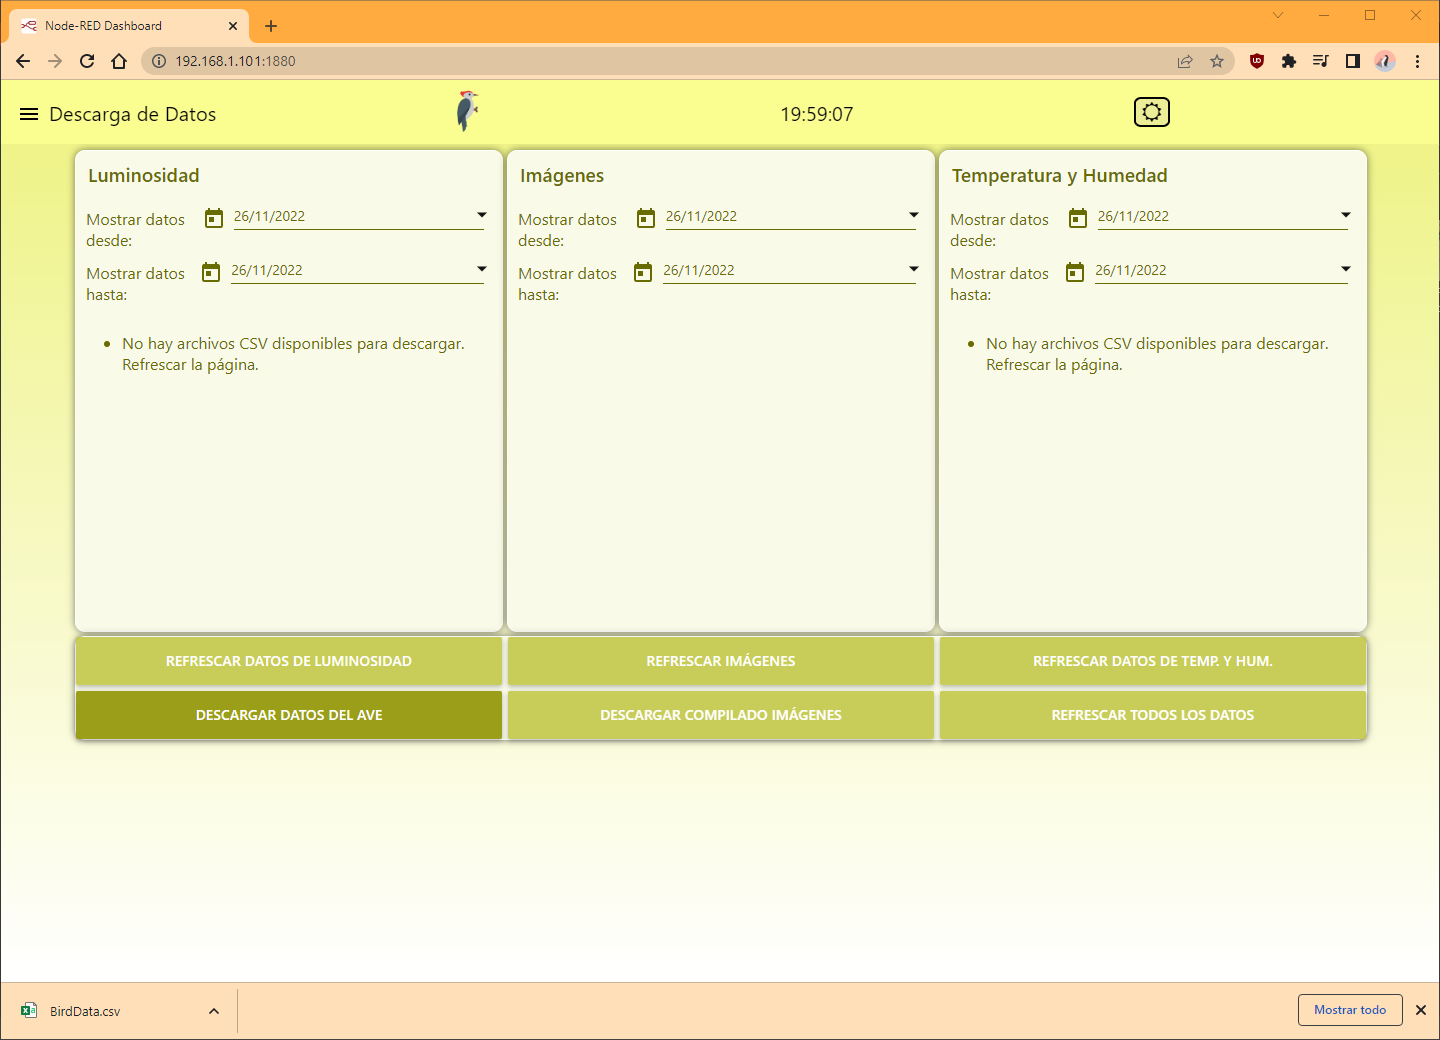 Node-RED Dashboard
192.168.1.101:1880
Descarga de Datos
19:59:07
Luminosidad
Mostrar datos
desde:
26/11/2022
Mostrar datos
hasta:
26/11/2022
No hay archivos CSV disponibles para descargar.
Refrescar la página.
Imágenes
Mostrar datos
desde:
26/11/2022
Mostrar datos
hasta:
26/11/2022
Temperatura y Humedad
Mostrar datos
desde:
26/11/2022
Mostrar datos
hasta:
26/11/2022
No hay archivos CSV disponibles para descargar.
Refrescar la página.
REFRESCAR DATOS DE LUMINOSIDAD
REFRESCAR IMÁGENES
REFRESCAR DATOS DE TEMP. Y HUM.
DESCARGAR DATOS DEL AVE
DESCARGAR COMPILADO IMÁGENES
REFRESCAR TODOS LOS DATOS
BirdData.csv
Mostrar todo